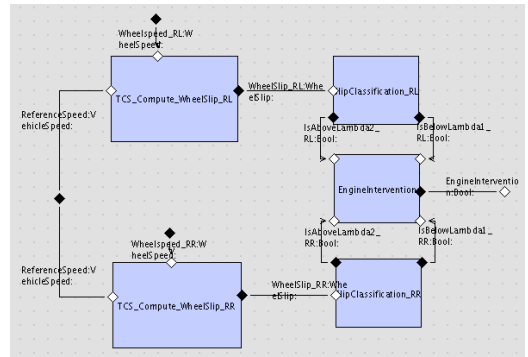 Wheelspeed_RL:W
heelSpeed:
TCS_Compute_WheelSlip_RL
WheelSlip_RL:Whe
elSlip:
lipClassification_RL
ReferenceSpeed:V
ehicleSpeed:
IsAboveLambda2_
RL:Bool:
IsBelowLambda1_
RL:Bool:
EngineIntervention
EngineInterventio
n:Bool:
Wheelspeed_RR:W
heelSpeed:
IsAboveLambda2_
RR:Bool:
IsBelowLambda1_
RR:Bool:
ReferenceSpeed:V
ehicleSpeed:
TCS_Compute_WheelSlip_RR
WheelSlip_RR:Whe
elSlip:
lipClassification_RR